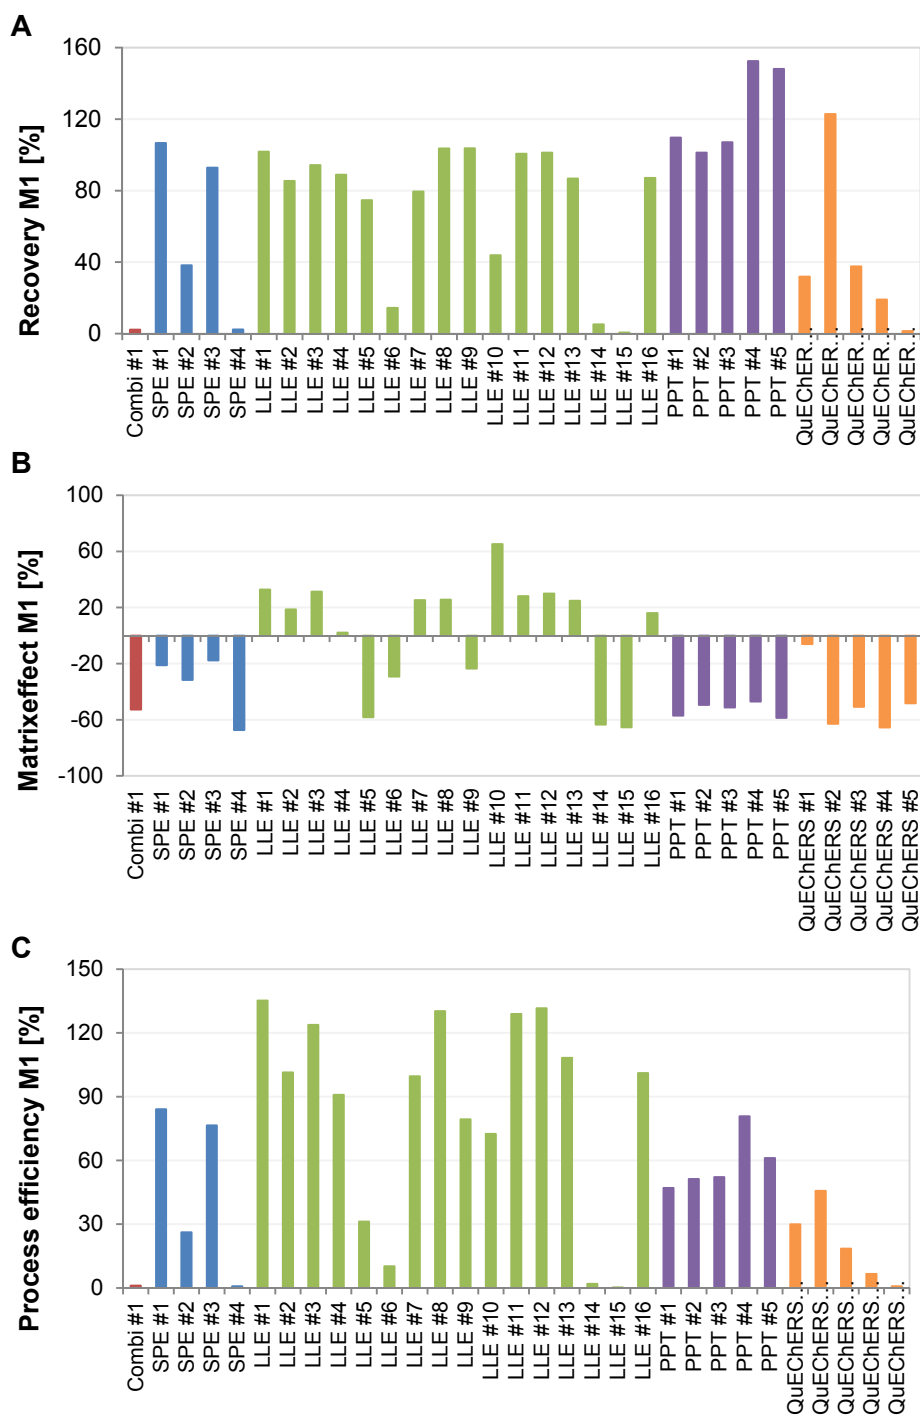 A
Recovery M1 [%]
160
120
80
40
0
Combi #1
SPE #1
SPE #2
SPE #3
SPE #4
LLE #1
LLE #2
LLE #3
LLE #4
LLE #5
LLE #6
LLE #7
LLE #8
LLE #9
LLE #10
LLE #11
LLE #12
LLE #13
LLE #14
LLE #15
LLE #16
PPT #1
PPT #2
PPT #3
PPT #4
PPT #5
QuEChER...
QuEChER...
QuEChER...
QuEChER...
QuEChER...
B
Matrixeffect M1 [%]
100
60
20
-20
-60
-100
Combi #1
SPE #1
SPE #2
SPE #3
SPE #4
LLE #1
LLE #2
LLE #3
LLE #4
LLE #5
LLE #6
LLE #7
LLE #8
LLE #9
LLE #10
LLE #11
LLE #12
LLE #13
LLE #14
LLE #15
LLE #16
PPT #1
PPT #2
PPT #3
PPT #4
PPT #5
QuEChERS #1
QuEChERS #2
QuEChERS #3
QuEChERS #4
QuEChERS #5
C
Process efficiency M1 [%]
150
120
90
60
30
0
Combi #1
SPE #1
SPE #2
SPE #3
SPE #4
LLE #1
LLE #2
LLE #3
LLE #4
LLE #5
LLE #6
LLE #7
LLE #8
LLE #9
LLE #10
LLE #11
LLE #12
LLE #13
LLE #14
LLE #15
LLE #16
PPT #1
PPT #2
PPT #3
PPT #4
PPT #5
QuEChERS...
QuEChERS...
QuEChERS...
QuEChERS...
QuEChERS...